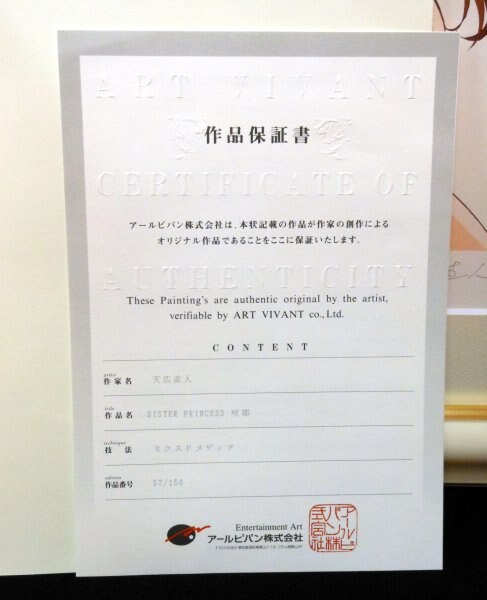 ART VIVANT
作品保証書
CERTIFICATE OF
アールビバン株式会社は、本状記載の作品が作家の創作による
オリジナル作品であることをここに保証いたします。
AUTHENTICITY
These Painting's are authentic original by the artist,
verifiable by ART VIVANT co., Ltd.
CONTENT
artist
作家名 天広直人
title
作品名 SISTER PRINCESS 咲耶
technique
技法 ミクスドメディア
edition
作品番号 57/150
Entertainment Art
アールビバン株式会社